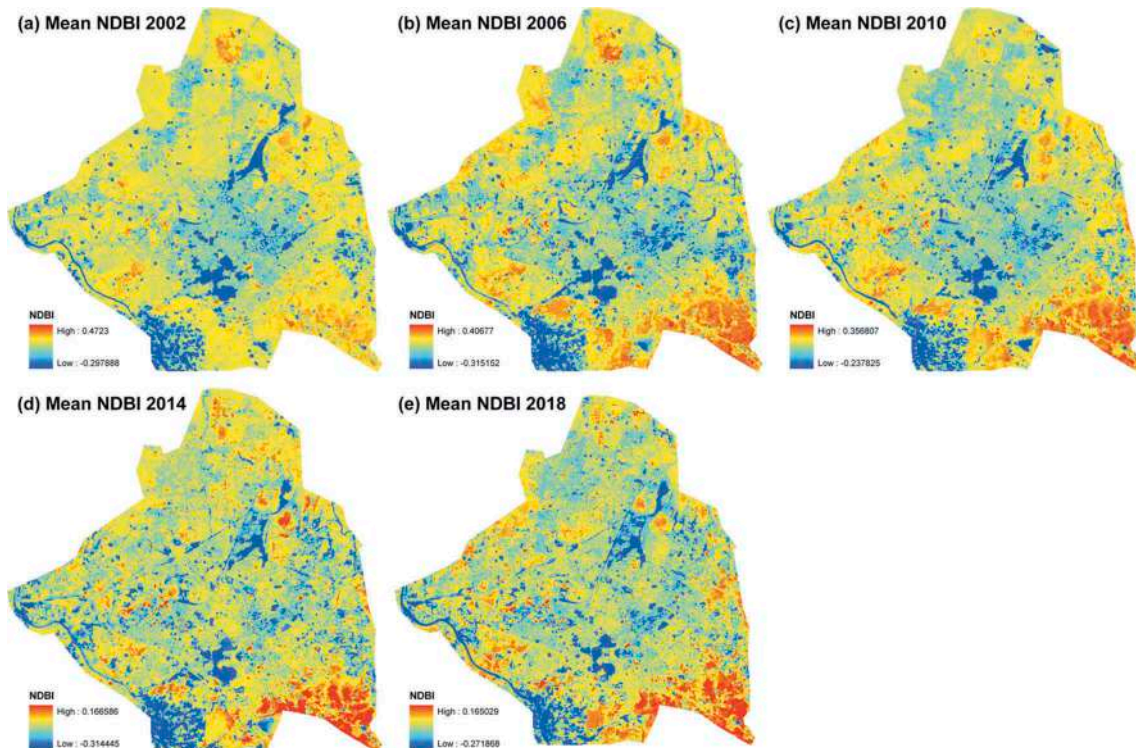 (a) Mean NDBI 2002
(b) Mean NDBI 2006
(c) Mean NDBI 2010
NDBI
High : 0.4723
Low : -0.297888
NDBI
High : 0.40677
Low : -0.315152
NDBI
High : 0.356807
Low : -0.237825
(d) Mean NDBI 2014
(e) Mean NDBI 2018
NDBI
High : 0.166586
Low : -0.314445
NDBI
High : 0.165029
Low : -0.271868